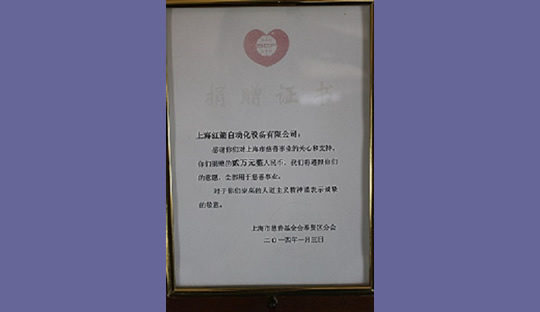 捐赠证书
上海红箭自动化设备有限公司：
感谢你们对上海市慈善事业的关心和支持。
你们捐赠的贰万元整人民币，我们将遵照你们
的意愿，全部用于慈善事业。
对于你们崇高的人道主义精神谨表示诚挚
的敬意。
上海市慈善基金会奉贤区分会
二〇一四年一月三日